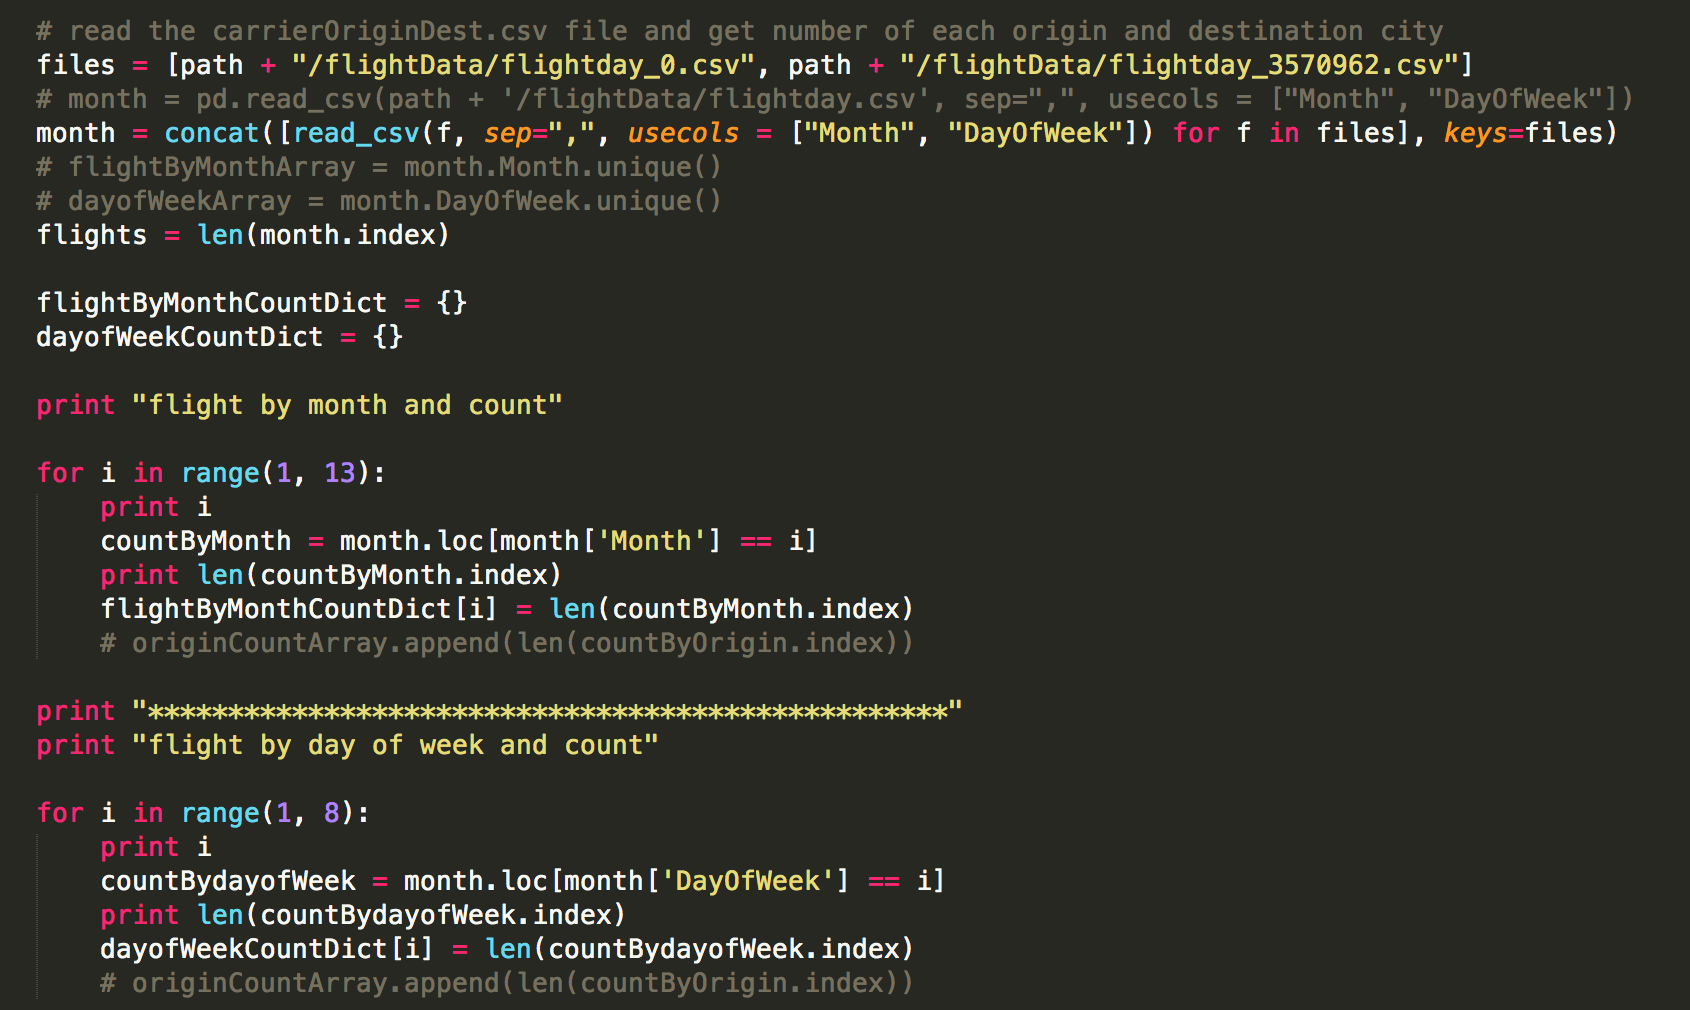 # read the carrierOriginDest.csv file and get number of each origin and destination city
files = [path + "/flightData/flightday_0.csv", path + "/flightData/flightday_3570962.csv"]
# month = pd.read_csv(path + '/flightData/flightday.csv', sep=",", usecols = ["Month", "DayOfWeek"])
month = concat([read_csv(f, sep=",", usecols = ["Month", "DayOfWeek"]) for f in files], keys=files)
# flightByMonthArray = month.Month.unique()
# dayofWeekArray = month.DayOfWeek.unique()
flights = len(month.index)

flightByMonthCountDict = {}
dayofWeekCountDict = {}

print "flight by month and count"

for i in range(1, 13):
    print i
    countByMonth = month.loc[month['Month'] == i]
    print len(countByMonth.index)
    flightByMonthCountDict[i] = len(countByMonth.index)
    # originCountArray.append(len(countByOrigin.index))

print "**************************************************"
print "flight by day of week and count"

for i in range(1, 8):
    print i
    countBydayofWeek = month.loc[month['DayOfWeek'] == i]
    print len(countBydayofWeek.index)
    dayofWeekCountDict[i] = len(countBydayofWeek.index)
    # originCountArray.append(len(countByOrigin.index))